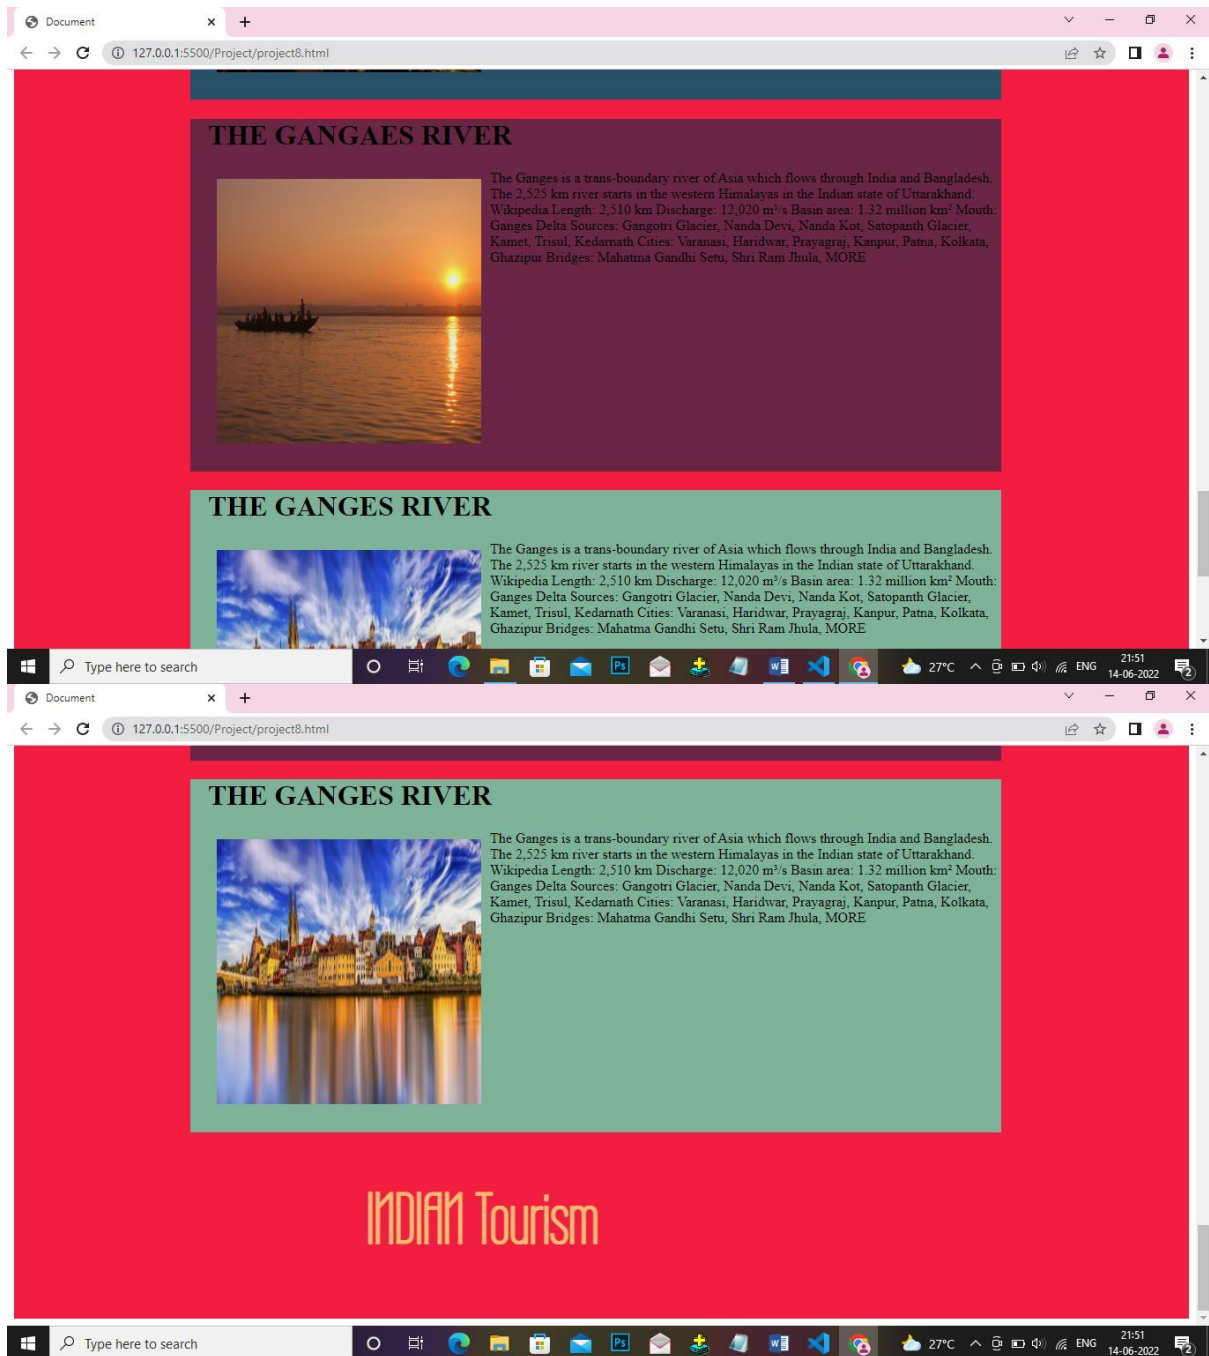 Document
127.0.0.1:5500/Project/project8.html
THE GANGAES RIVER
The Ganges is a trans-boundary river of Asia which flows through India and Bangladesh.
The 2,525 km river starts in the western Himalayas in the Indian state of Uttarakhand.
Wikipedia Length: 2,510 km Discharge: 12,020 m³/s Basin area: 1.32 million km² Mouth:
Ganges Delta Sources: Gangotri Glacier, Nanda Devi, Nanda Kot, Satopanth Glacier,
Kamet, Trisul, Kedarnath Cities: Varanasi, Haridwar, Prayagraj, Kanpur, Patna, Kolkata,
Ghazipur Bridges: Mahatma Gandhi Setu, Shri Ram Jhula, MORE
THE GANGES RIVER
The Ganges is a trans-boundary river of Asia which flows through India and Bangladesh.
The 2,525 km river starts in the western Himalayas in the Indian state of Uttarakhand.
Wikipedia Length: 2,510 km Discharge: 12,020 m³/s Basin area: 1.32 million km² Mouth:
Ganges Delta Sources: Gangotri Glacier, Nanda Devi, Nanda Kot, Satopanth Glacier,
Kamet, Trisul, Kedarnath Cities: Varanasi, Haridwar, Prayagraj, Kanpur, Patna, Kolkata,
Ghazipur Bridges: Mahatma Gandhi Setu, Shri Ram Jhula, MORE
Type here to search
Ps
W
27°C
ENG
21:51
14-06-2022
2
Document
127.0.0.1:5500/Project/project8.html
THE GANGES RIVER
The Ganges is a trans-boundary river of Asia which flows through India and Bangladesh.
The 2,525 km river starts in the western Himalayas in the Indian state of Uttarakhand.
Wikipedia Length: 2,510 km Discharge: 12,020 m³/s Basin area: 1.32 million km² Mouth:
Ganges Delta Sources: Gangotri Glacier, Nanda Devi, Nanda Kot, Satopanth Glacier,
Kamet, Trisul, Kedarnath Cities: Varanasi, Haridwar, Prayagraj, Kanpur, Patna, Kolkata,
Ghazipur Bridges: Mahatma Gandhi Setu, Shri Ram Jhula, MORE
INDIAN Tourism
Type here to search
Ps
W
27°C
ENG
21:51
14-06-2022
2